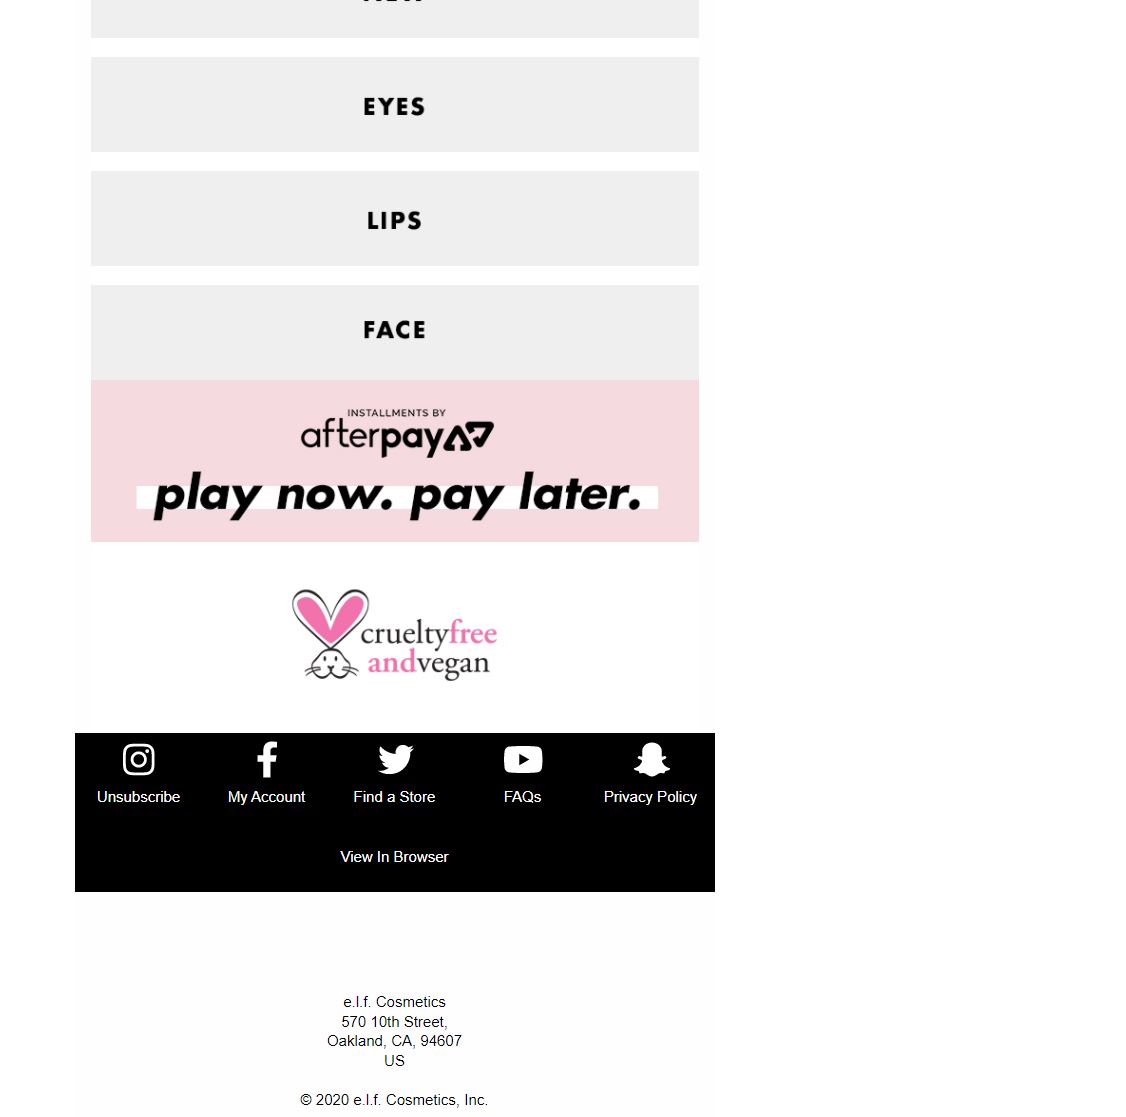 EYES
LIPS
FACE
INSTALLMENTS BY
afterpay
play now. pay later.
crueltyfree
andvegan
Unsubscribe My Account Find a Store FAQs Privacy Policy
View In Browser
e.l.f. Cosmetics
570 10th Street,
Oakland, CA, 94607
US
© 2020 e.l.f. Cosmetics, Inc.